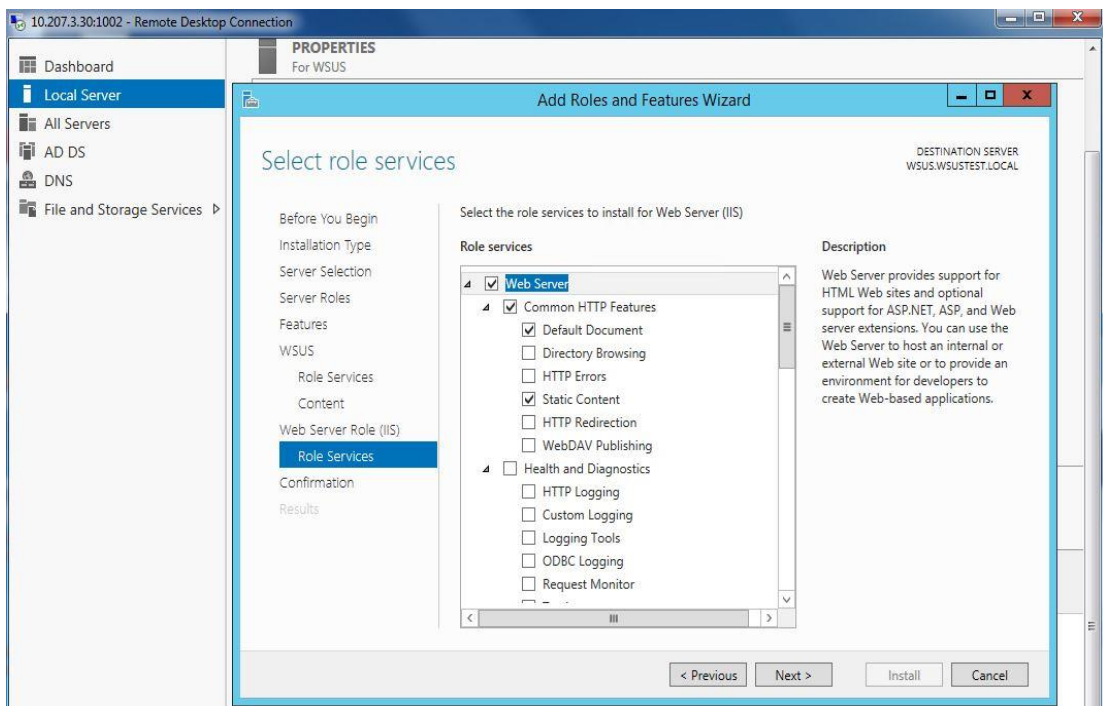 10.207.3.30:1002 - Remote Desktop Connection
Dashboard
Local Server
All Servers
AD DS
DNS
File and Storage Services
PROPERTIES
For WSUS
Add Roles and Features Wizard
Select role services
DESTINATION SERVER
WSUS.WSUSTEST.LOCAL
Before You Begin
Installation Type
Server Selection
Server Roles
Features
WSUS
Role Services
Content
Web Server Role (IIS)
Role Services
Confirmation
Results
Select the role services to install for Web Server (IIS)
Role services
Web Server
Common HTTP Features
Default Document
Directory Browsing
HTTP Errors
Static Content
HTTP Redirection
WebDAV Publishing
Health and Diagnostics
HTTP Logging
Custom Logging
Logging Tools
ODBC Logging
Request Monitor
Description
Web Server provides support for
HTML Web sites and optional
support for ASP.NET, ASP, and Web
server extensions. You can use the
Web Server to host an internal or
external Web site or to provide an
environment for developers to
create Web-based applications.
< Previous
Next >
Install
Cancel